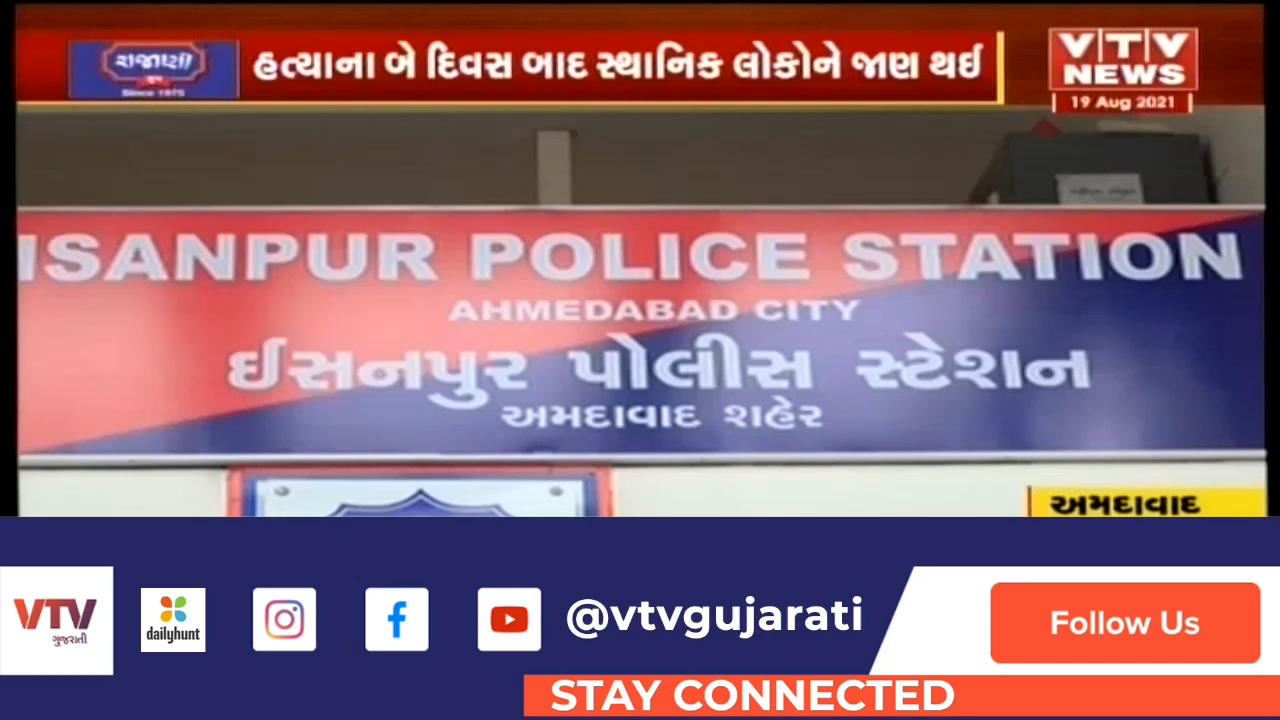 રાજાણી
Since 1975
હત્યાના બે દિવસ બાદ સ્થાનિક લોકોને જાણ થઈ
VTV
NEWS
19 Aug 2021
ISANPUR POLICE STATION
AHMEDABAD CITY
ઈસનપુર પોલીસ સ્ટેશન
અમદાવાદ શહેર
અમદાવાદ
VTV
ગુજરાતી
dailyhunt
@vtvgujarati
Follow Us
STAY CONNECTED